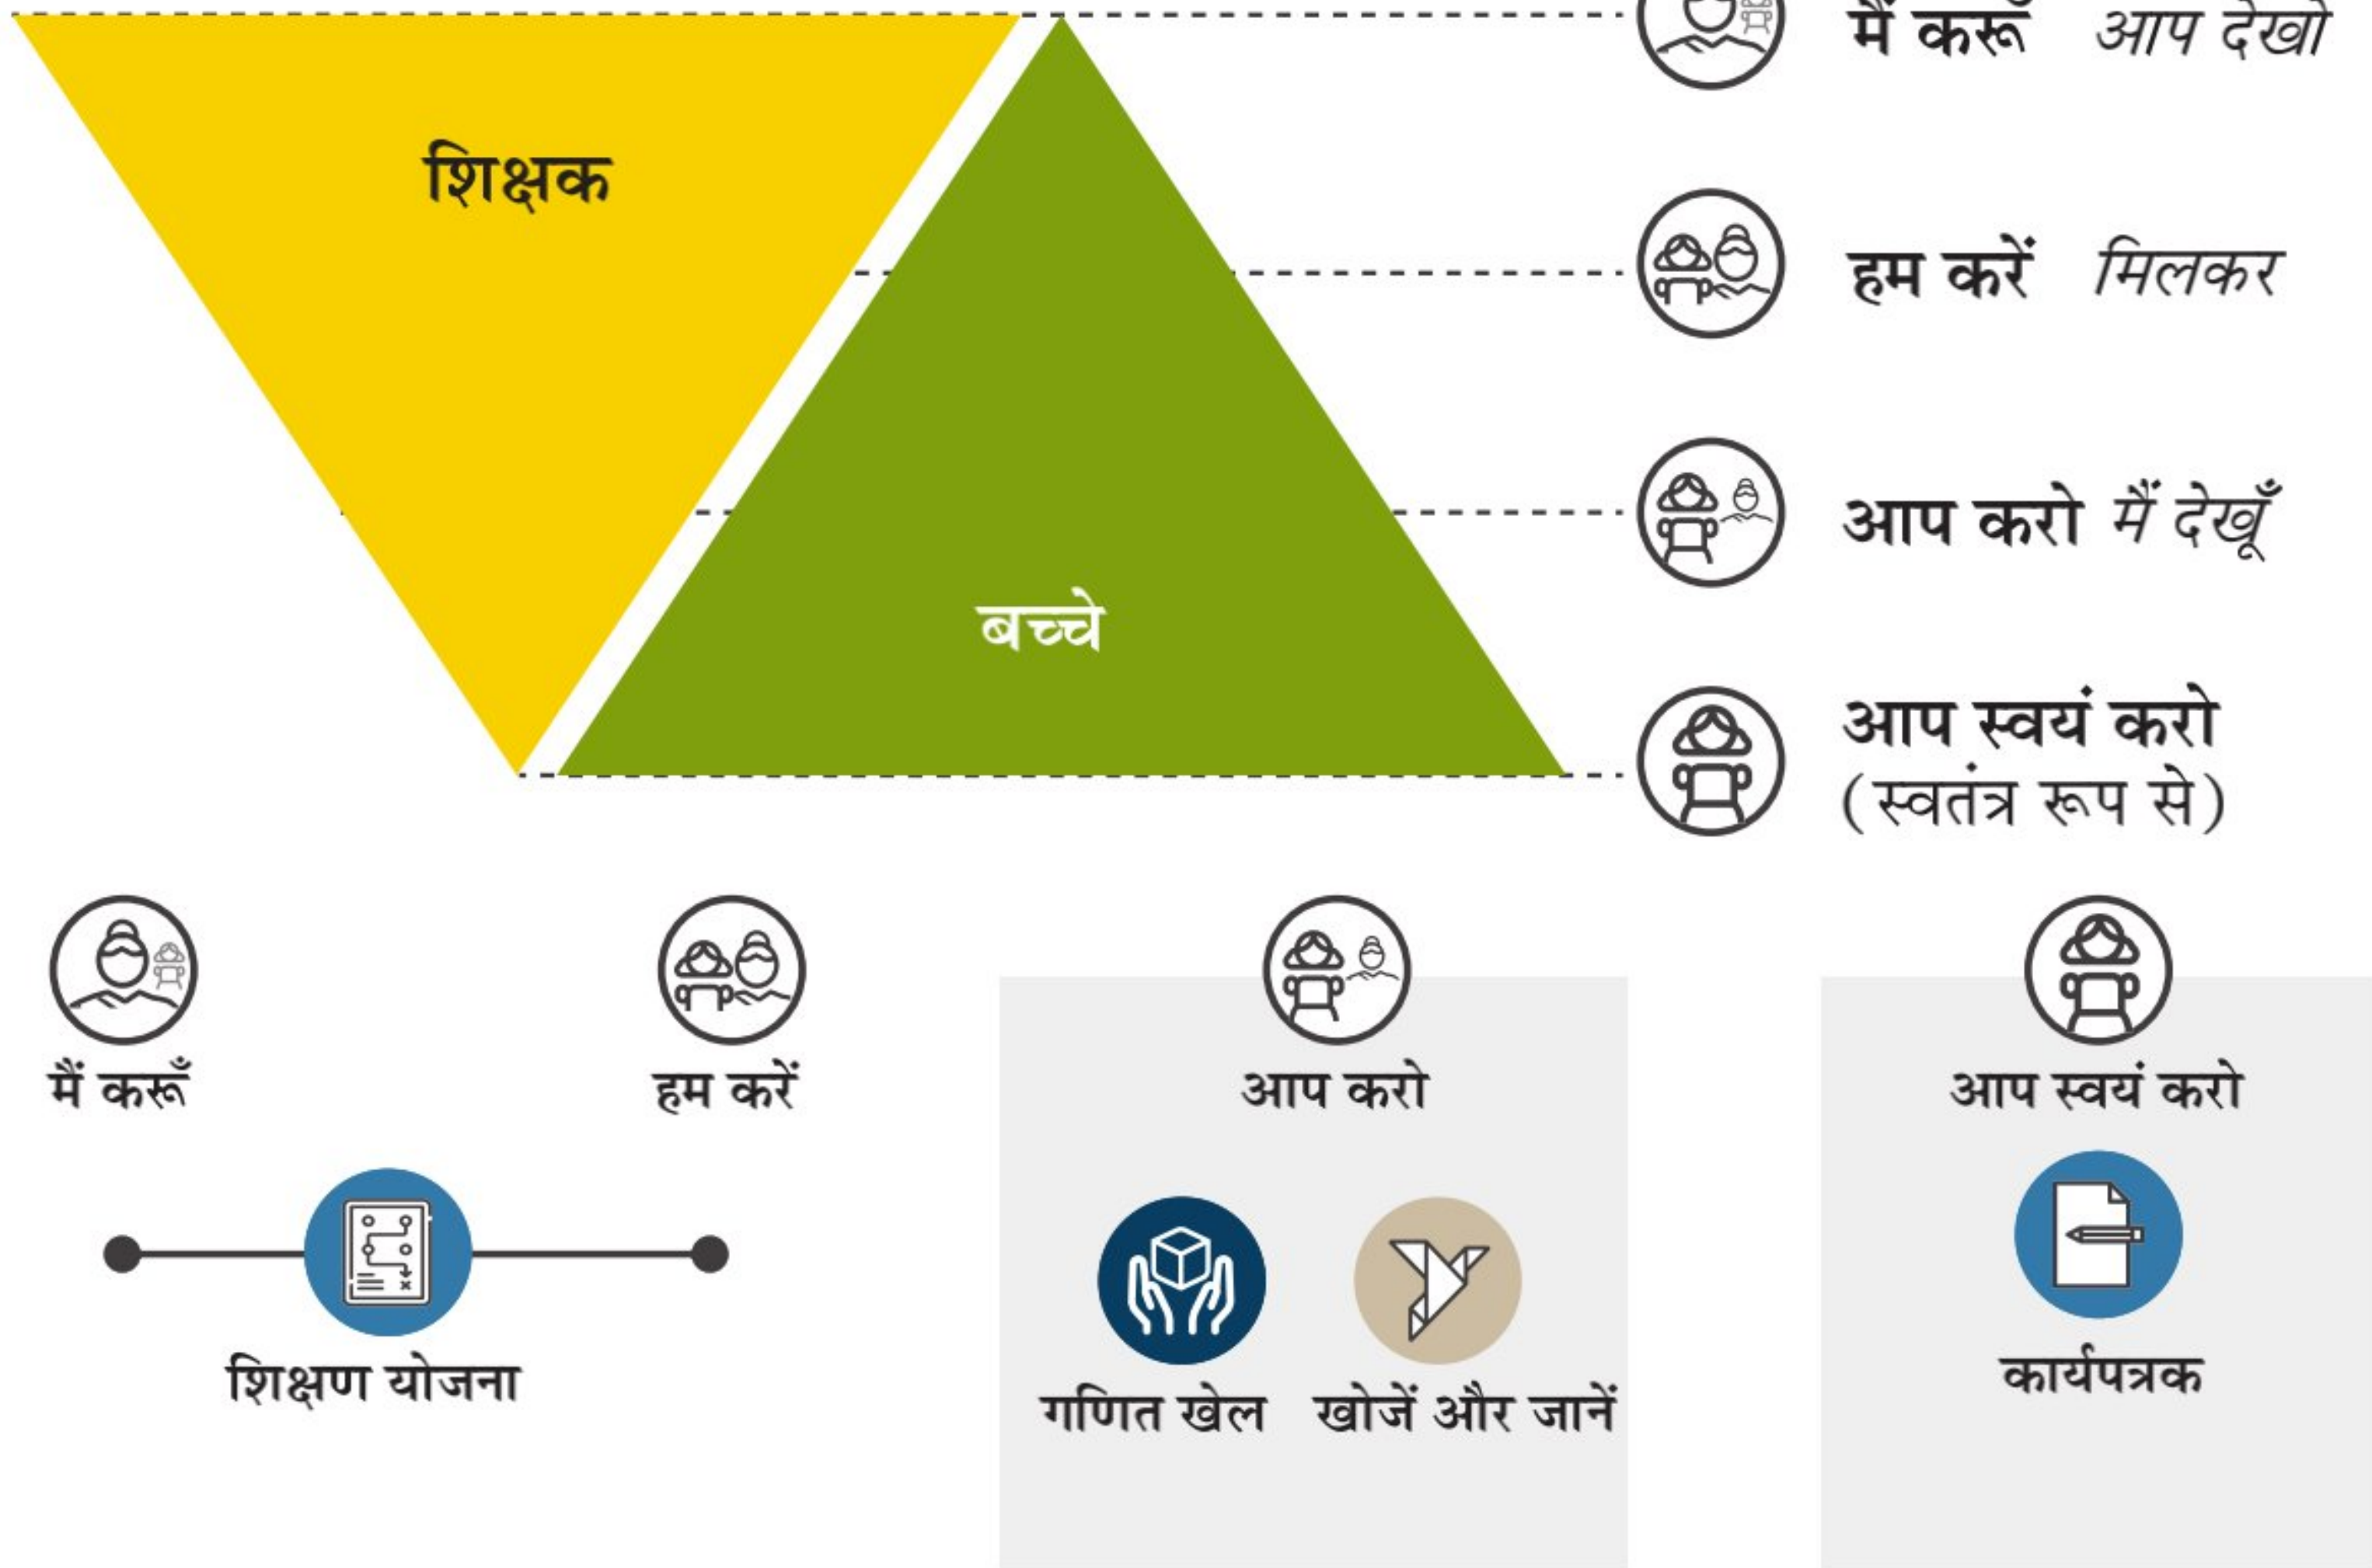 मैं करूँ आप देखो
शिक्षक
हम करें मिलकर
आप करो मैं देखूँ
बच्चे
आप स्वयं करो
(स्वतंत्र रूप से)
मैं करूँ हम करें आप करो आप स्वयं करो
शिक्षण योजना गणित खेल खोजें और जानें कार्यपत्रक